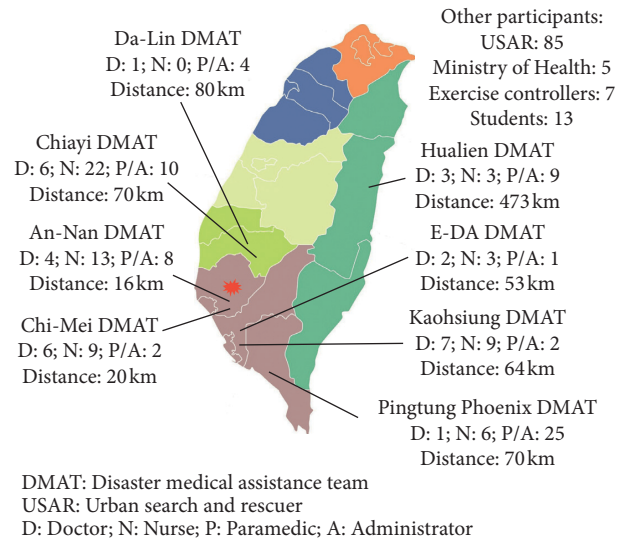 Da-Lin DMAT
D: 1; N: 0; P/A: 4
Distance: 80 km
Chiayi DMAT
D: 6; N: 22; P/A: 10
Distance: 70 km
An-Nan DMAT
D: 4; N: 13; P/A: 8
Distance: 16 km
Chi-Mei DMAT
D: 6; N: 9; P/A: 2
Distance: 20 km
Other participants:
USAR: 85
Ministry of Health: 5
Exercise controllers: 7
Students: 13
Hualien DMAT
D: 3; N: 3; P/A: 9
Distance: 473 km
E-DA DMAT
D: 2; N: 3; P/A: 1
Distance: 53 km
Kaohsiung DMAT
D: 7; N: 9; P/A: 2
Distance: 64 km
Pingtung Phoenix DMAT
D: 1; N: 6; P/A: 25
Distance: 70 km
DMAT: Disaster medical assistance team
USAR: Urban search and rescuer
D: Doctor; N: Nurse; P: Paramedic; A: Administrator